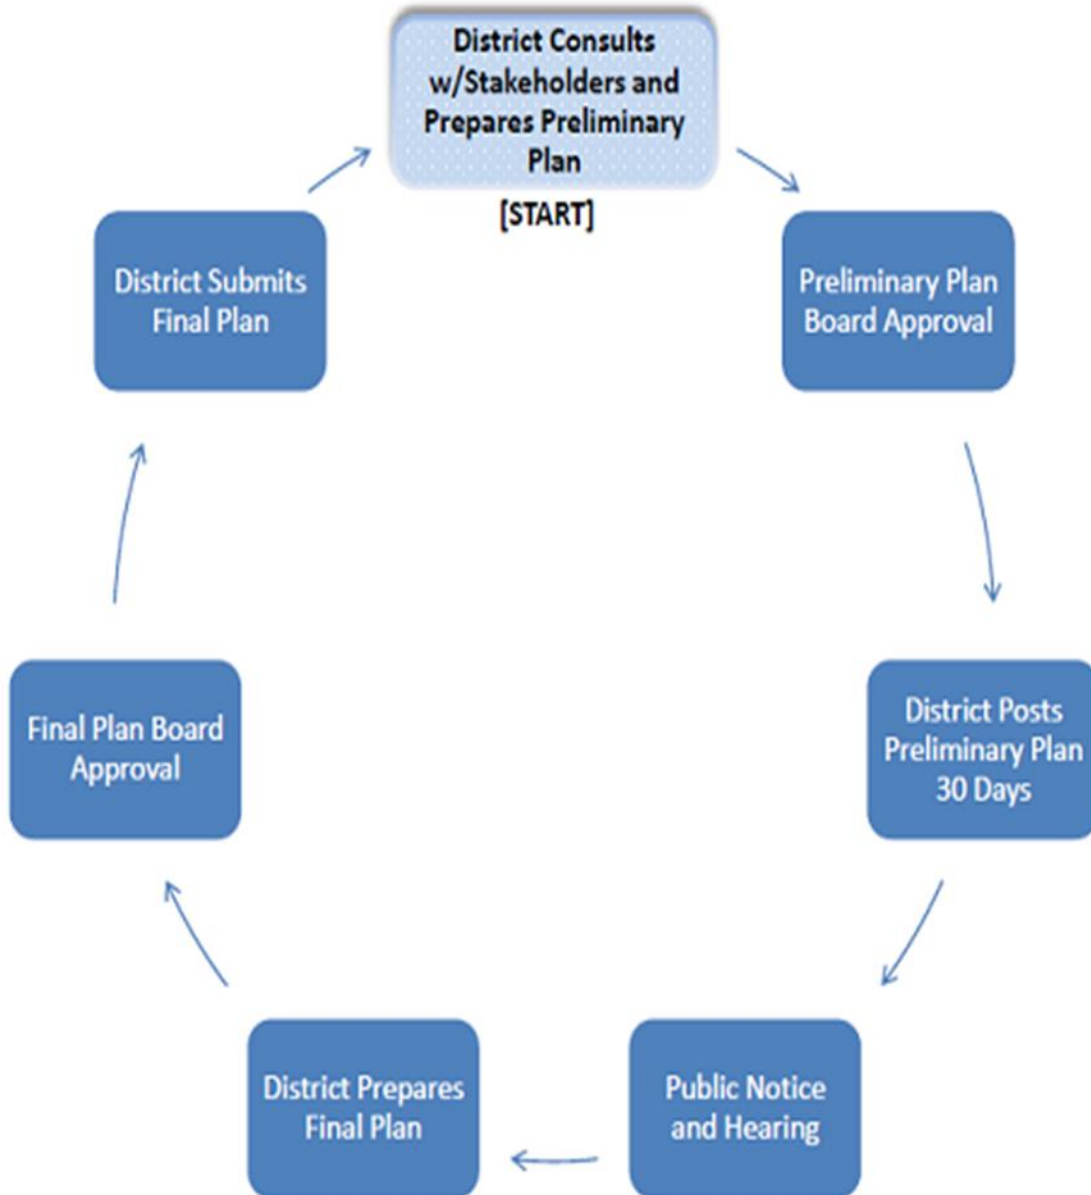 District Consults
w/Stakeholders and
Prepares Preliminary
Plan
[START]
Preliminary Plan
Board Approval
District Posts
Preliminary Plan
30 Days
Public Notice
and Hearing
District Prepares
Final Plan
Final Plan Board
Approval
District Submits
Final Plan